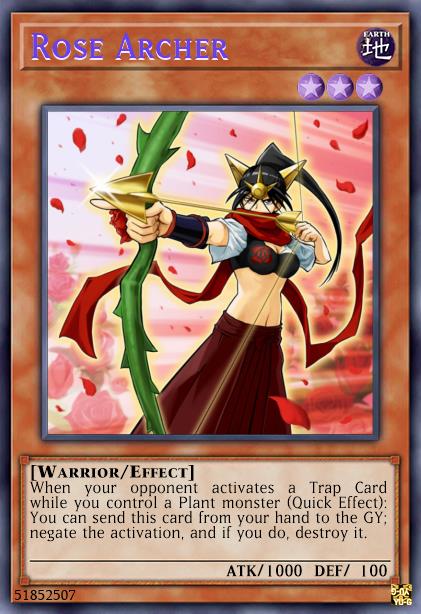 Rose Archer
EARTH
地
[Warrior/Effect]
When your opponent activates a Trap Card
while you control a Plant monster (Quick Effect):
You can send this card from your hand to the GY;
negate the activation, and if you do, destroy it.
ATK/1000 DEF/ 100
51852507